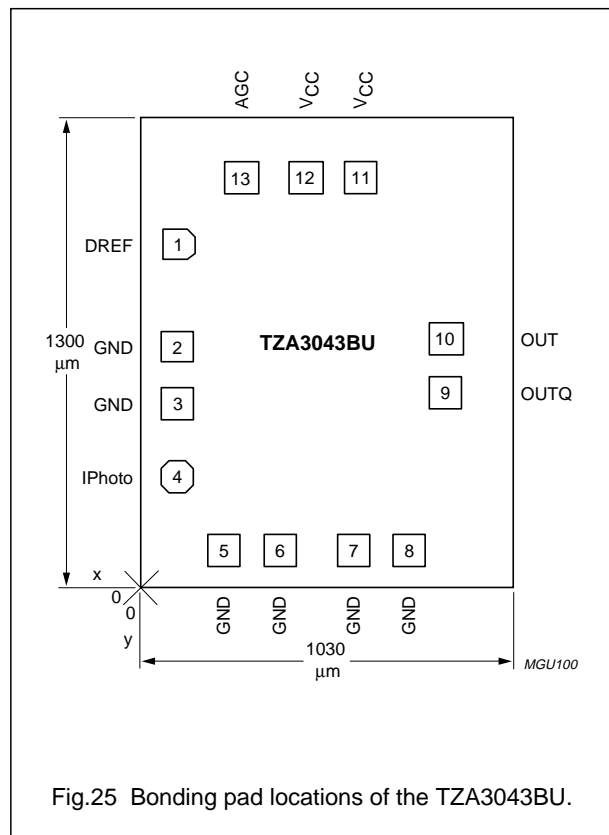 AGC VCC VCC
13 12 11
DREF 1
1300 μm
GND 2
TZA3043BU
10 OUT
GND 3
9 OUTQ
IPhoto 4
5 6 7 8
x
0
0
y
GND GND GND GND
1030
μm
MGU100
Fig.25 Bonding pad locations of the TZA3043BU.